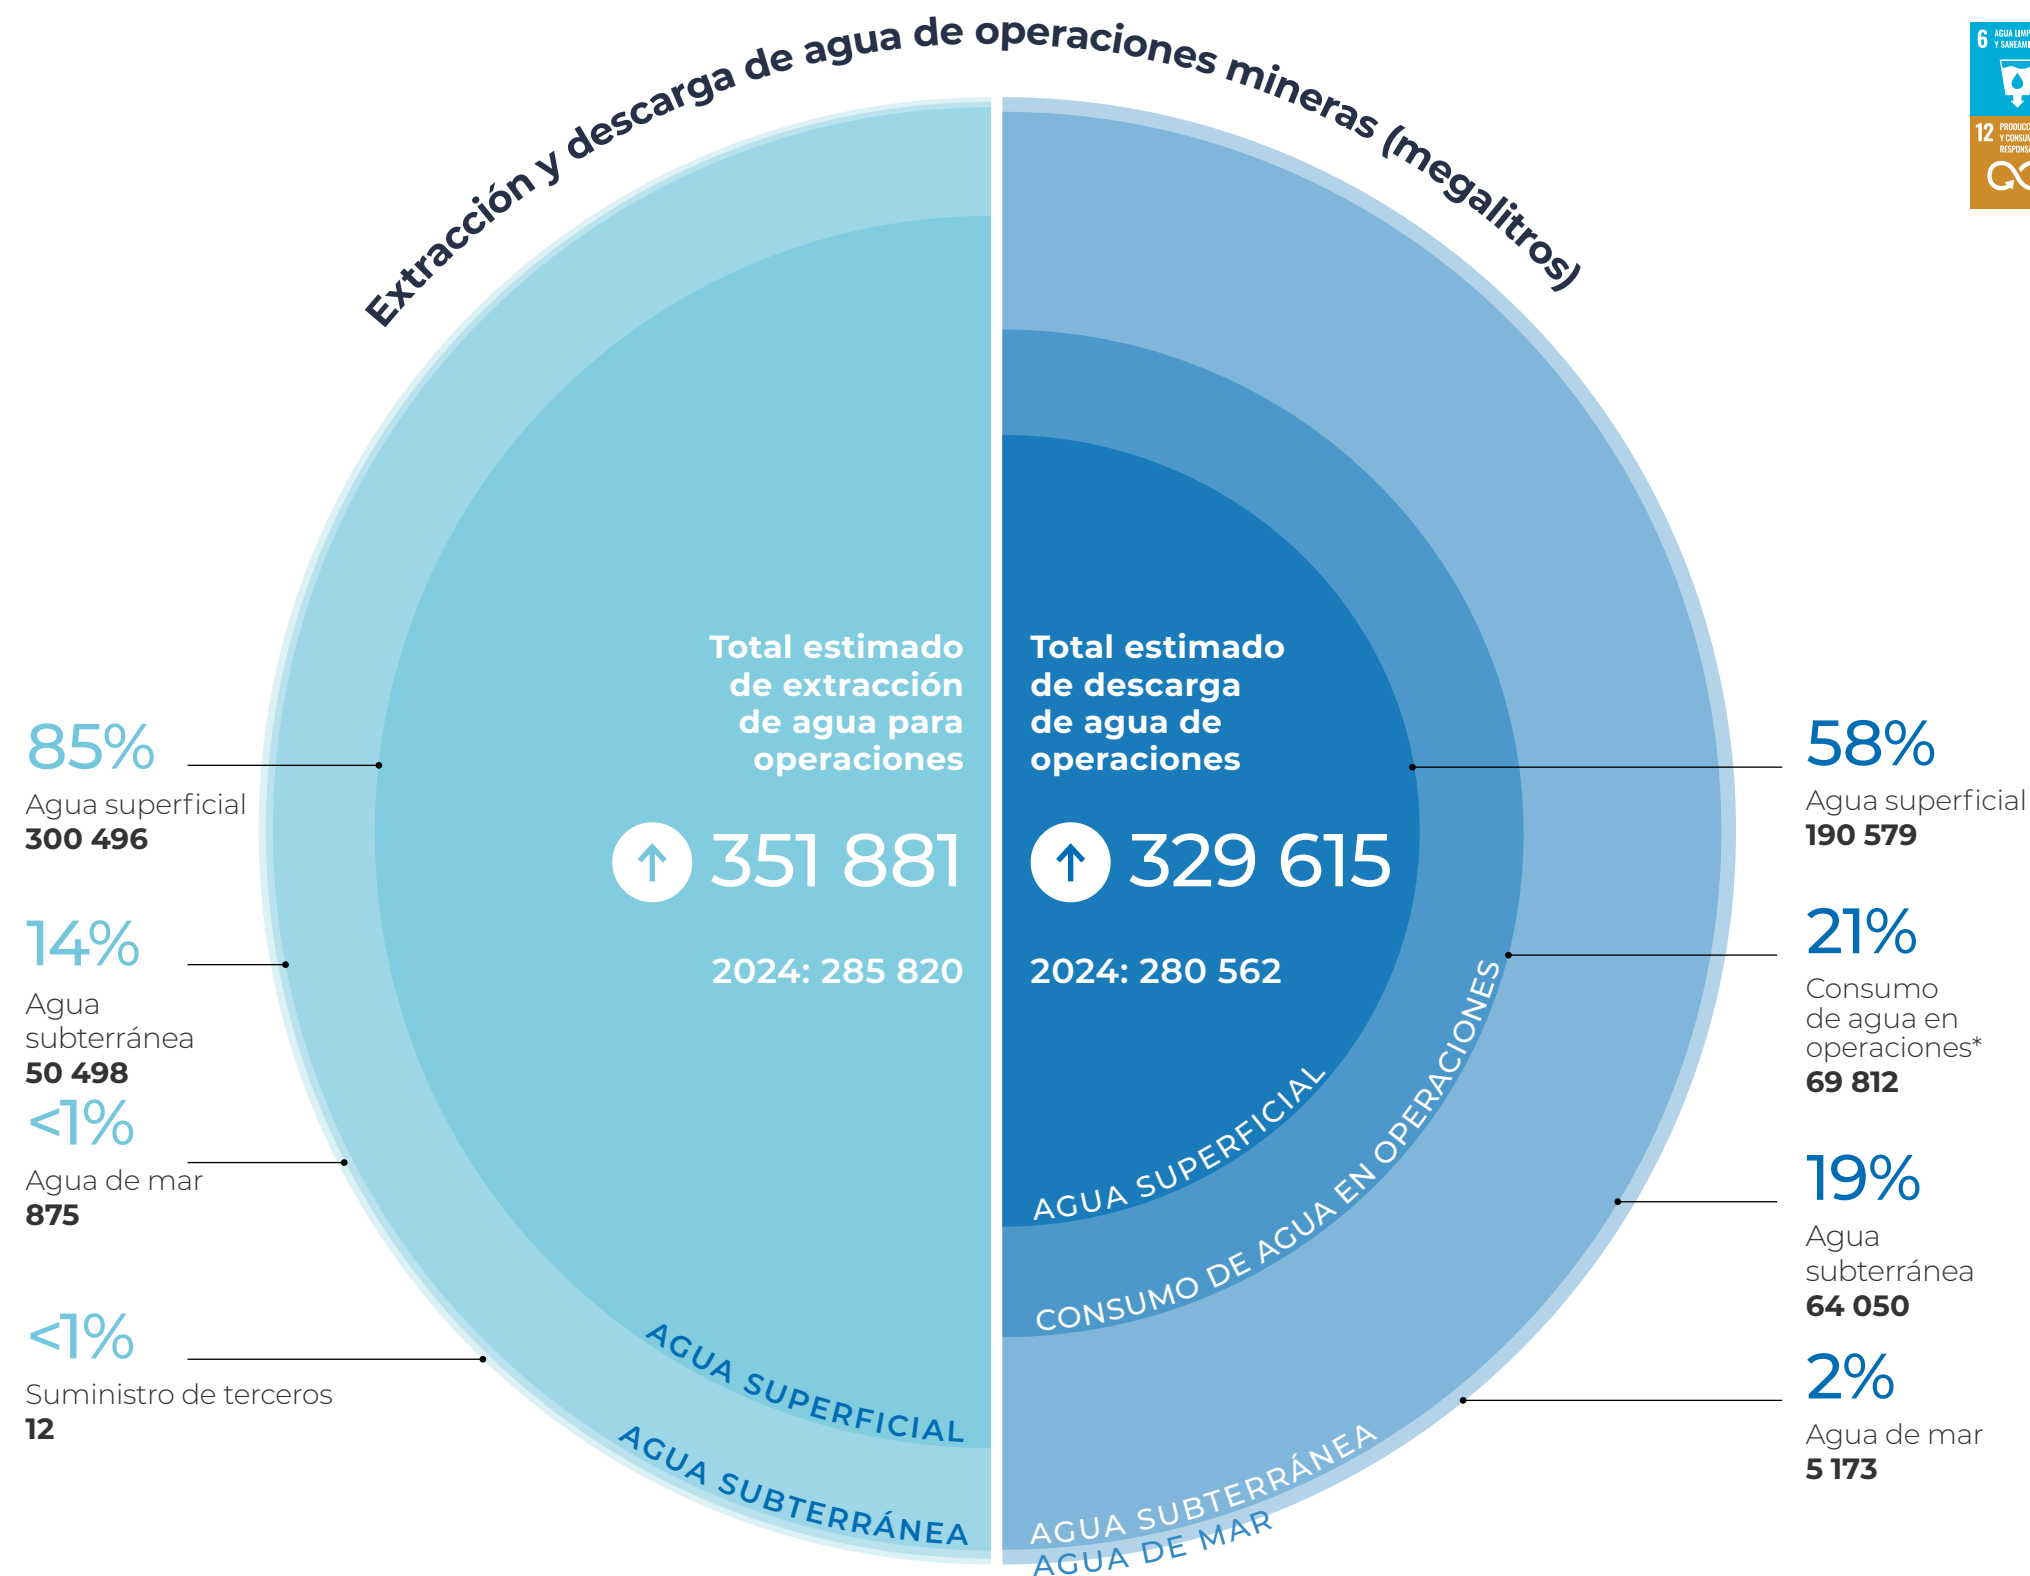 Extracción y descarga de agua de operaciones mineras (megalitros)
6 AGUA
12
85%
Agua superficial
300 496
14%
Agua
subterránea
50 498
<1%
Agua de mar
875
<1%
Suministro de terceros
12
Total estimado
de extracción
de agua para
operaciones
351 881
2024: 285 820
AGUA SUPERFICIAL
AGUA SUBTERRÁNEA
Total estimado
de descarga
de agua de
operaciones
329 615
2024: 280 562
AGUA SUPERFICIAL
CONSUMO DE AGUA EN OPERACIONES
AGUA SUBTERRÁNEA
AGUA DE MAR
58%
Agua superficial
190 579
21%
Consumo
de agua en
operaciones*
69 812
19%
Agua
subterránea
64 050
2%
Agua de mar
5 173